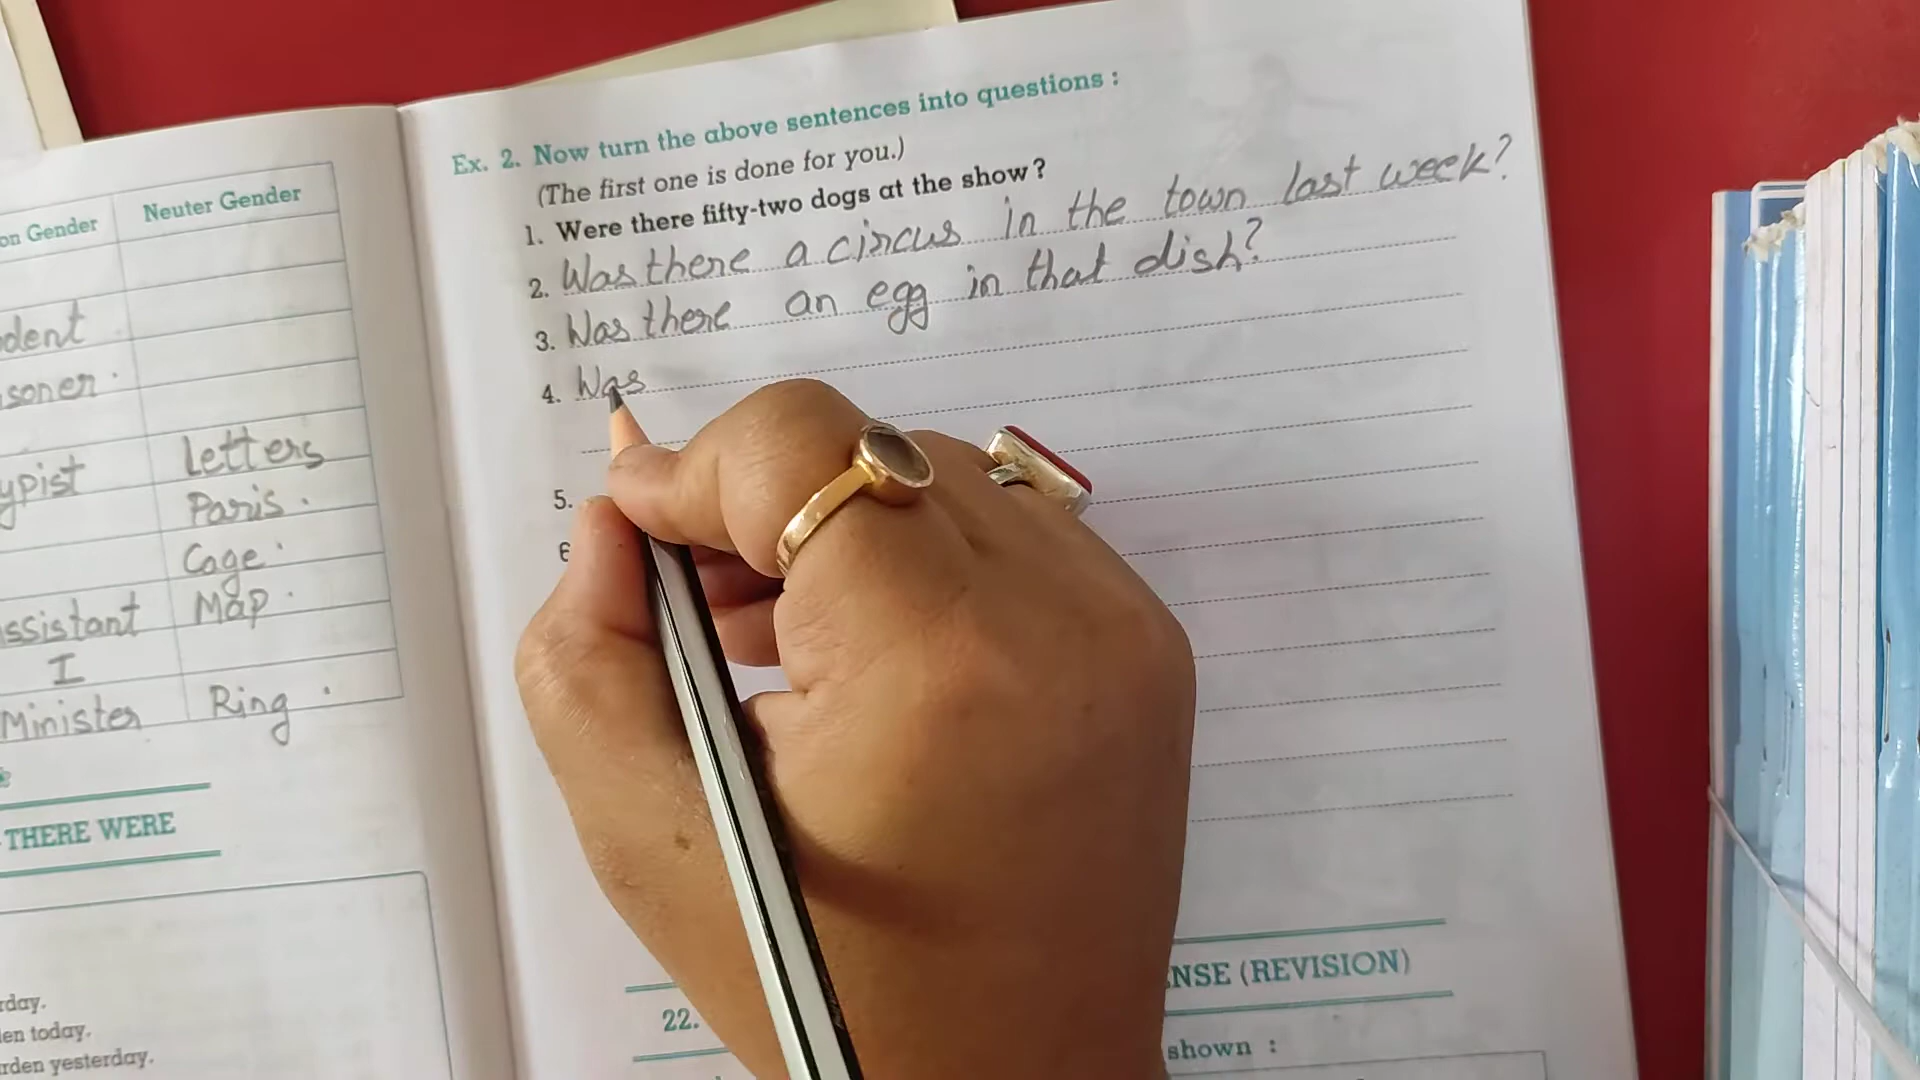 on Gender
Neuter Gender
dent
soner.
ypist
Letters
Paris.
Cage.
ssistant
Map.
I
Minister
Ring.
THERE WERE
rday.
en today.
rden yesterday.
Ex. 2. Now turn the above sentences into questions :
(The first one is done for you.)
1. Were there fifty-two dogs at the show?
2. Was there a circus in the town last week?
3. Was there an egg in that dish?
4. Was
5.
6
NSE (REVISION)
22.
shown :